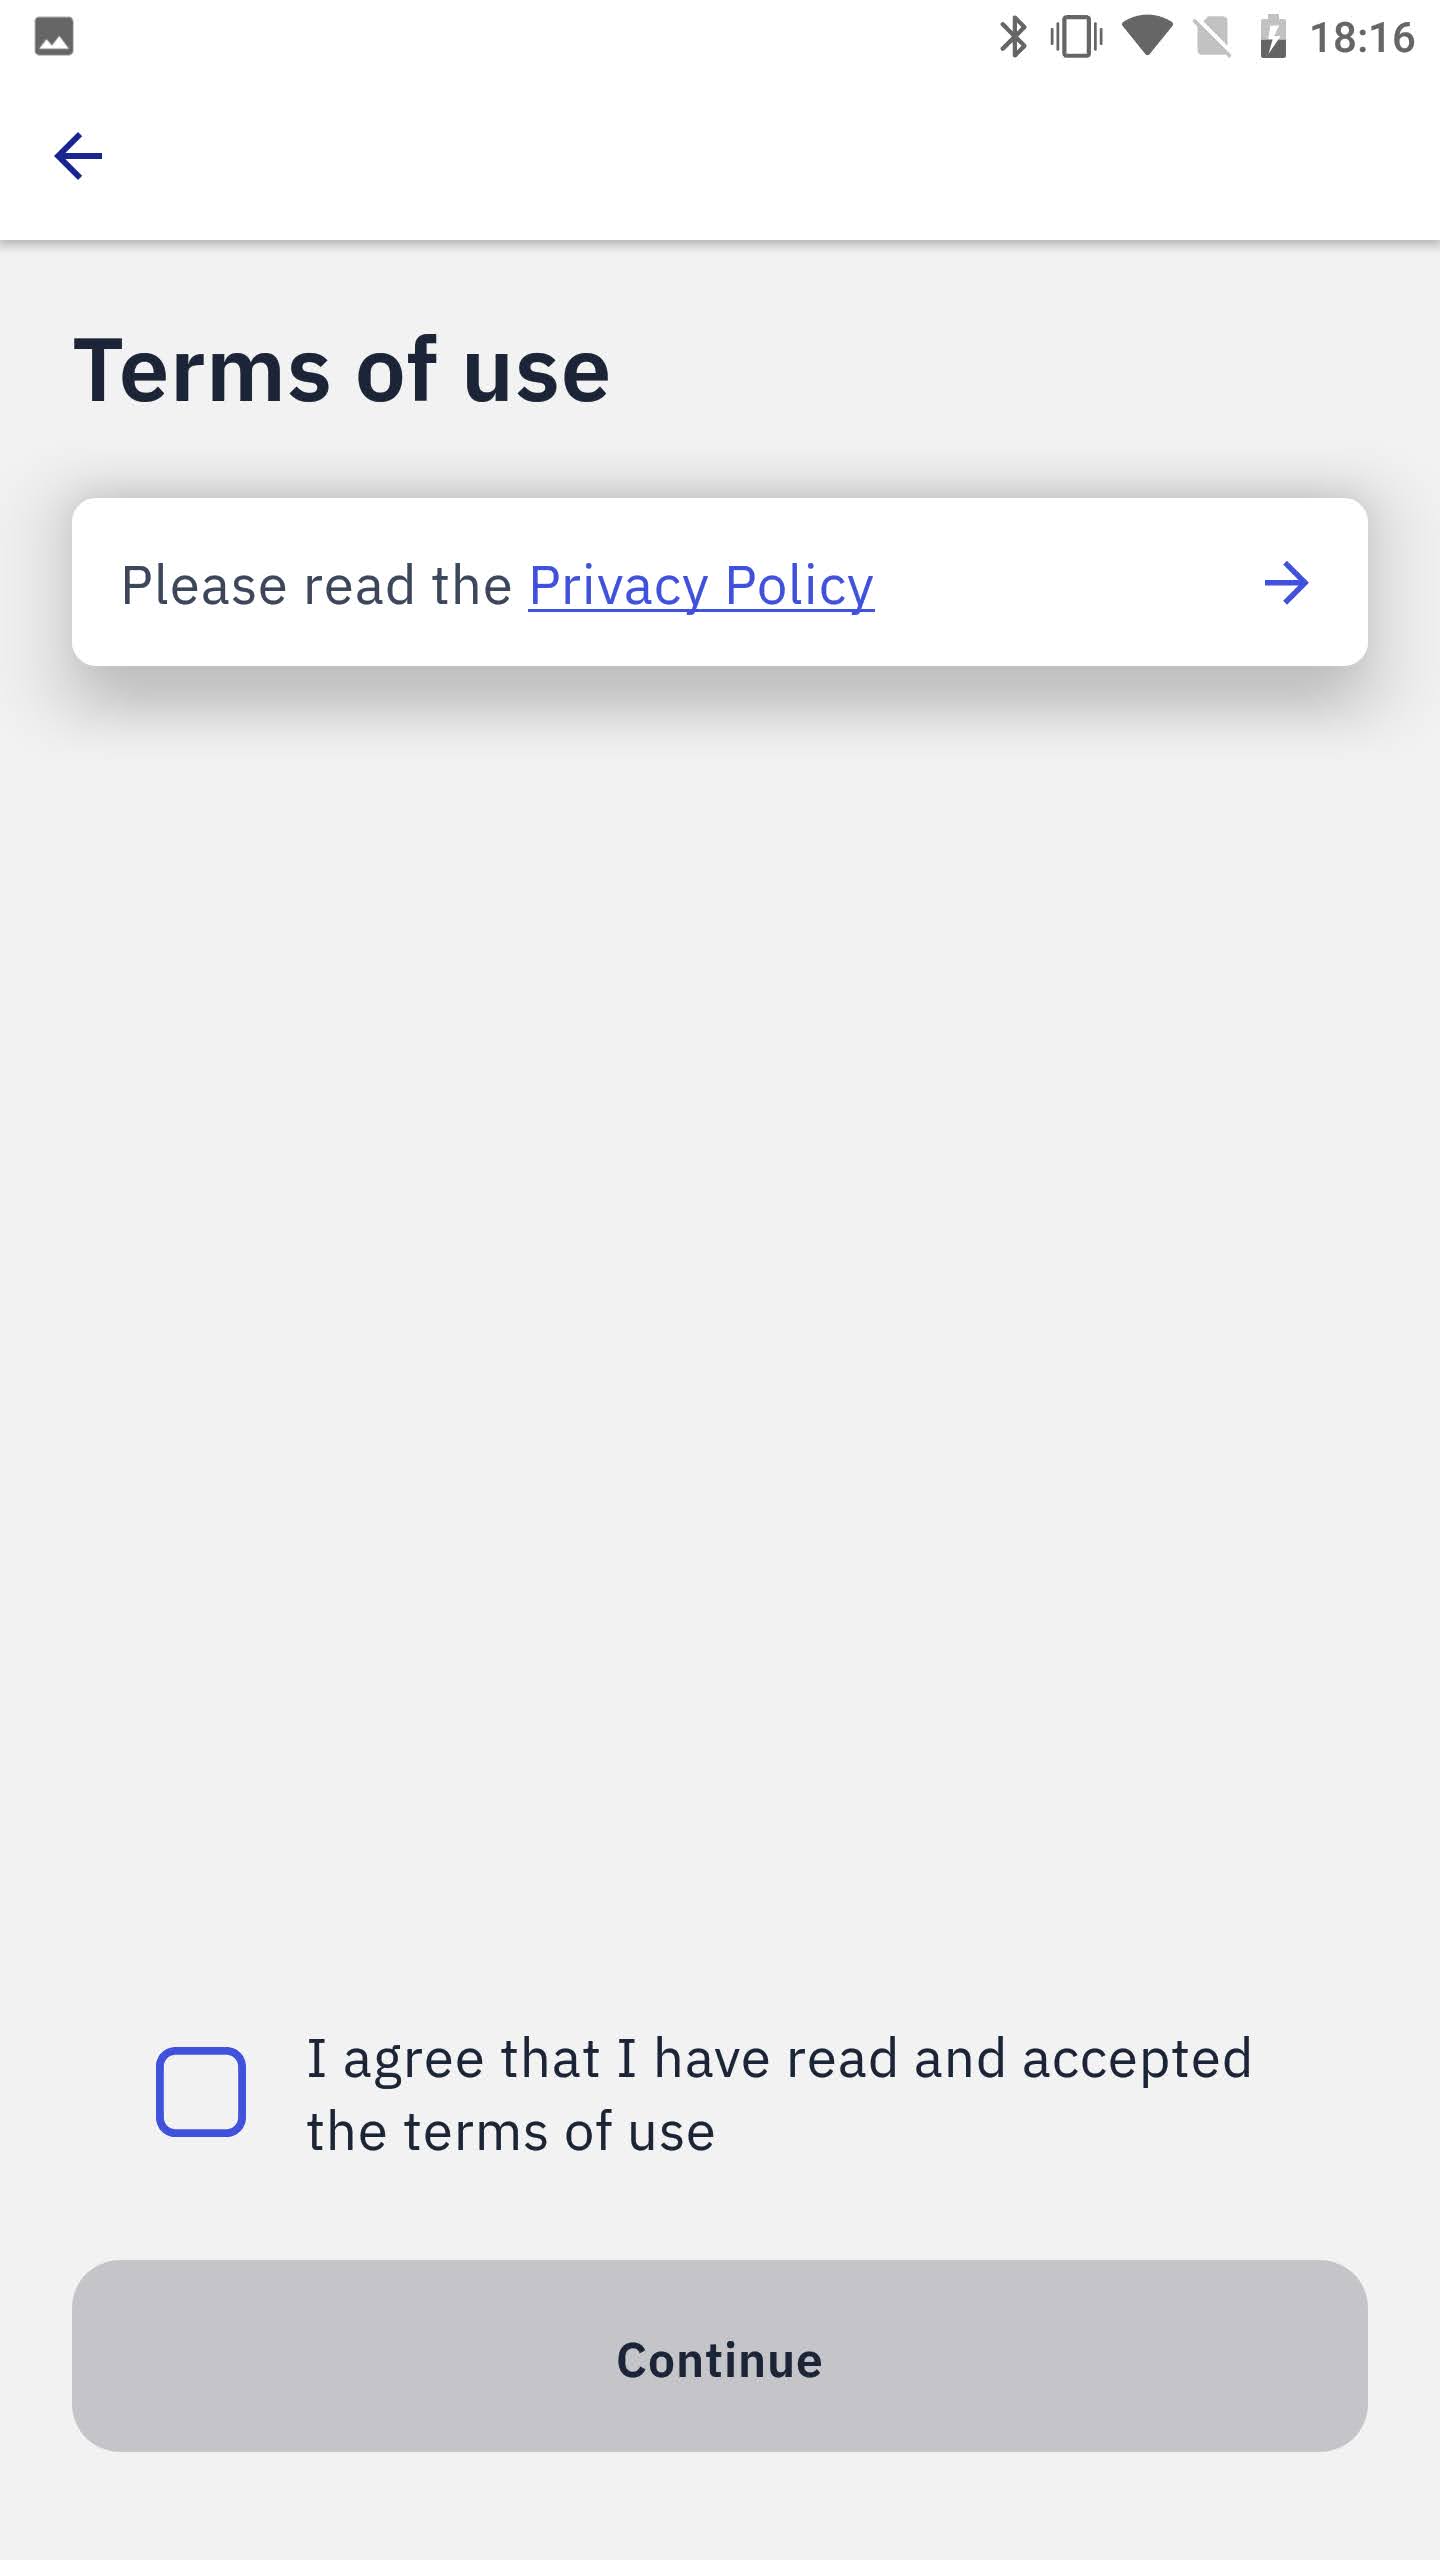 18:16
Terms of use
Please read the Privacy Policy
I agree that I have read and accepted
the terms of use
Continue